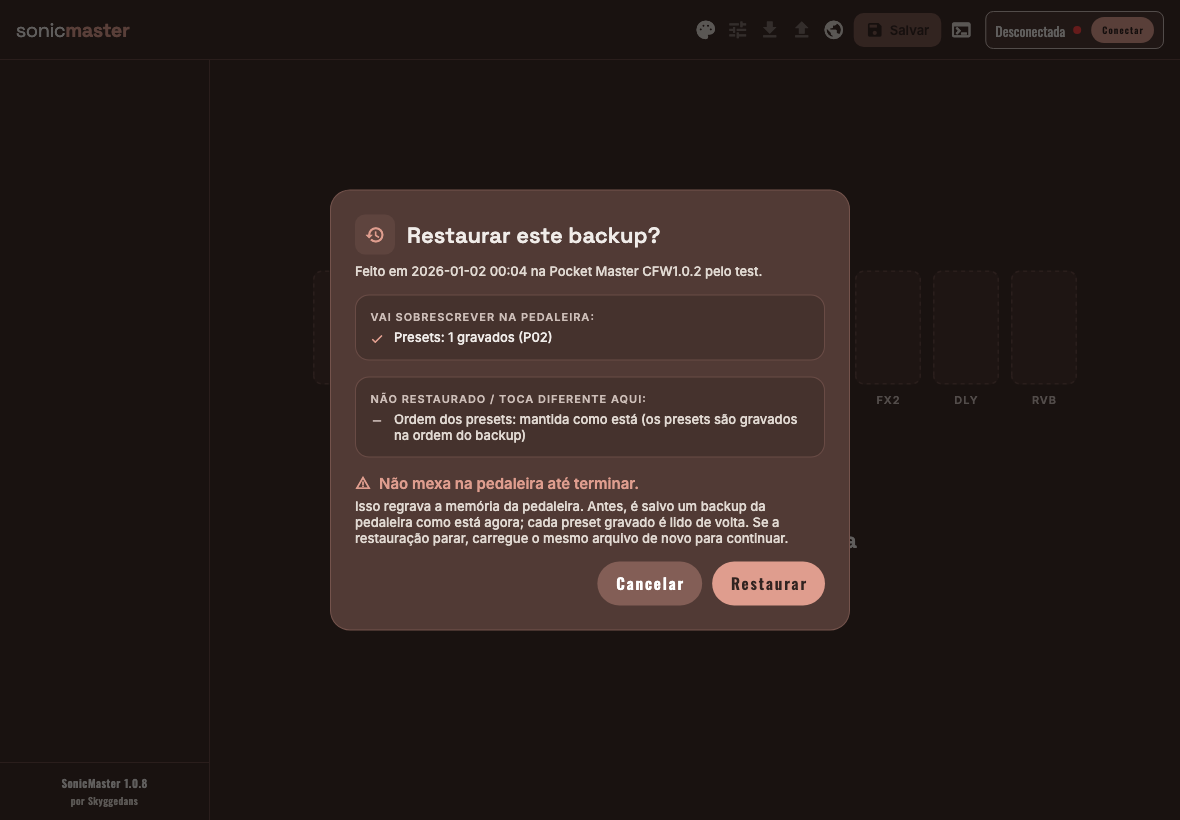 sonicmaster
Salvar
Desconectada
Conectar
Restaurar este backup?
Feito em 2026-01-02 00:04 na Pocket Master CFW1.0.2 pelo test.
VAI SOBRESCREVER NA PEDALEIRA:
Presets: 1 gravados (P02)
NÃO RESTAURADO / TOCA DIFERENTE AQUI:
Ordem dos presets: mantida como está (os presets são gravados
na ordem do backup)
FX2
DLY
RVB
Não mexa na pedaleira até terminar.
Isso regrava a memória da pedaleira. Antes, é salvo um backup da
pedaleira como está agora; cada preset gravado é lido de volta. Se a
restauração parar, carregue o mesmo arquivo de novo para continuar.
Cancelar
Restaurar
SonicMaster 1.0.8
por Skyggedans